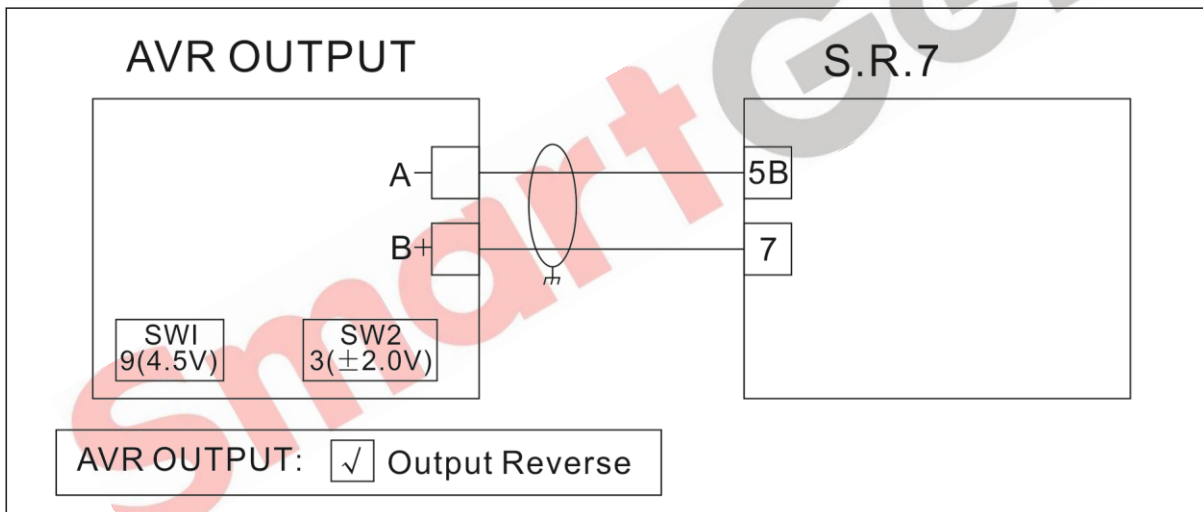 AVR OUTPUT
S.R.7
A-
5B
B+
7
SWI
9(4.5V)
SW2
3(±2.0V)
AVR OUTPUT: √ Output Reverse
SmartGe